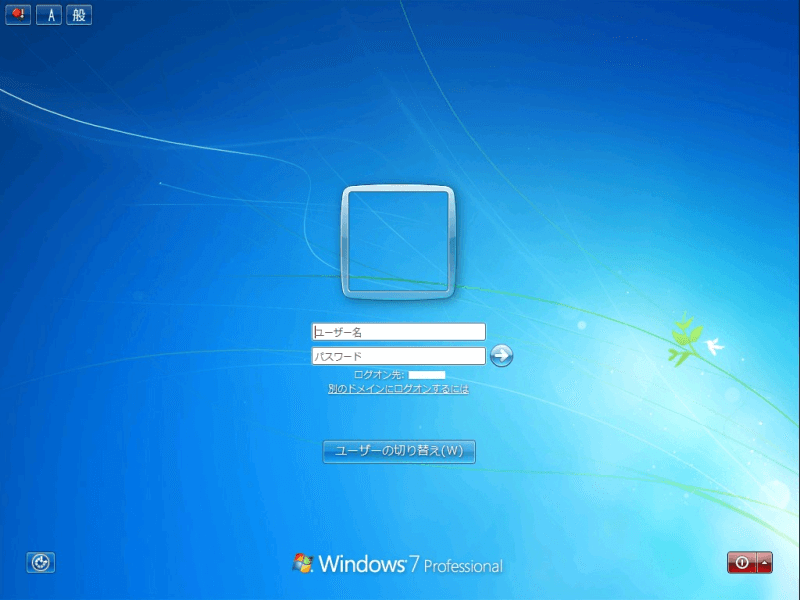 A 般
ユーザー名
パスワード
ログオン先:
別のドメインにログオンするには
ユーザーの切り替え(W)
Windows 7 Professional